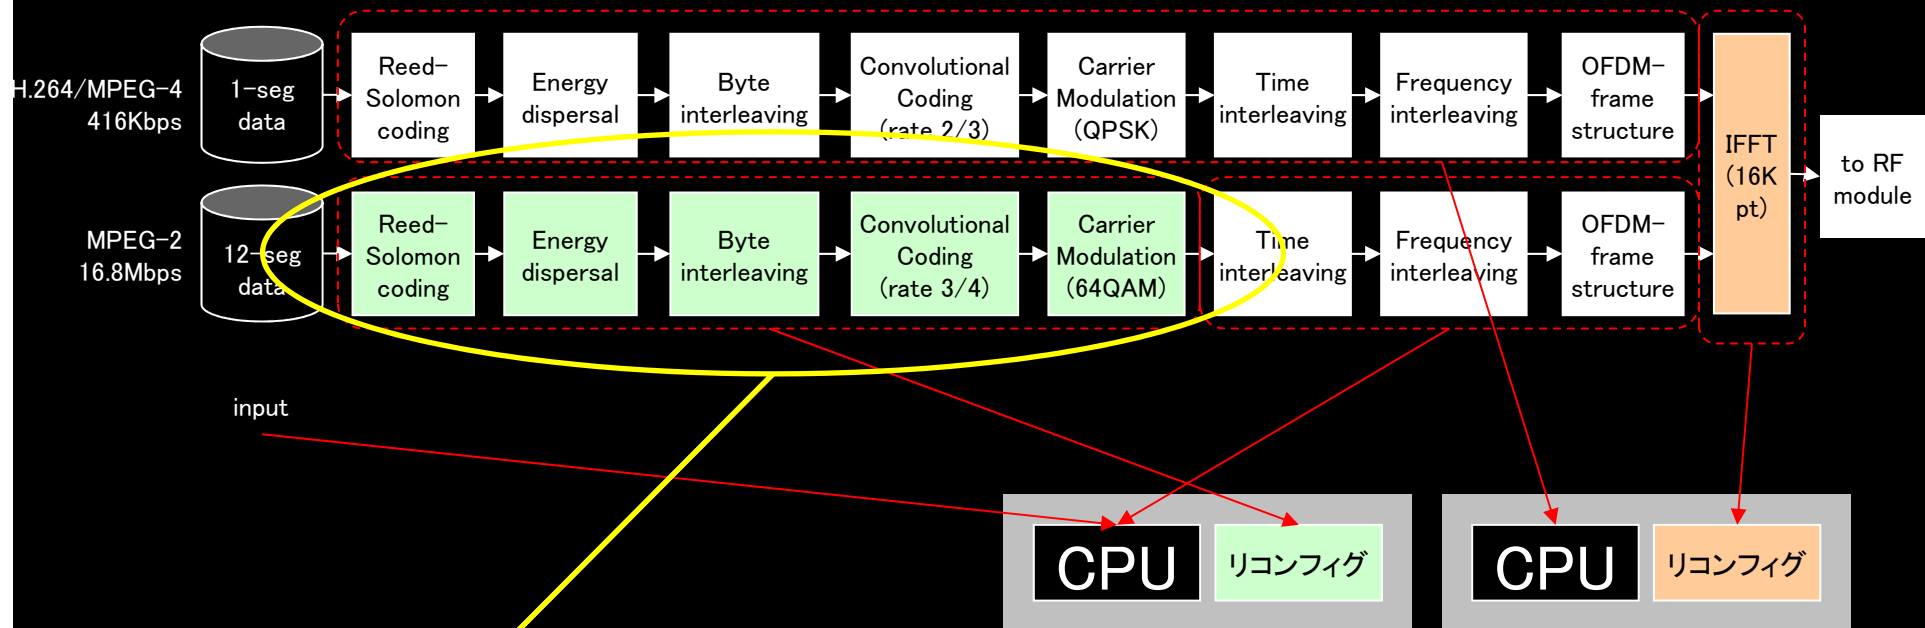 H.264/MPEG-4
416Kbps
1-seg
data
Reed-
Solomon
coding
Energy
dispersal
Byte
interleaving
Convolutional
Coding
(rate 2/3)
Carrier
Modulation
(QPSK)
Time
interleaving
Frequency
interleaving
OFDM-
frame
structure
IFFT
(16K
pt)
to RF
module
MPEG-2
16.8Mbps
12-seg
data
Reed-
Solomon
coding
Energy
dispersal
Byte
interleaving
Convolutional
Coding
(rate 3/4)
Carrier
Modulation
(64QAM)
Time
interleaving
Frequency
interleaving
OFDM-
frame
structure
input
CPU
リコンフィグ
CPU
リコンフィグ